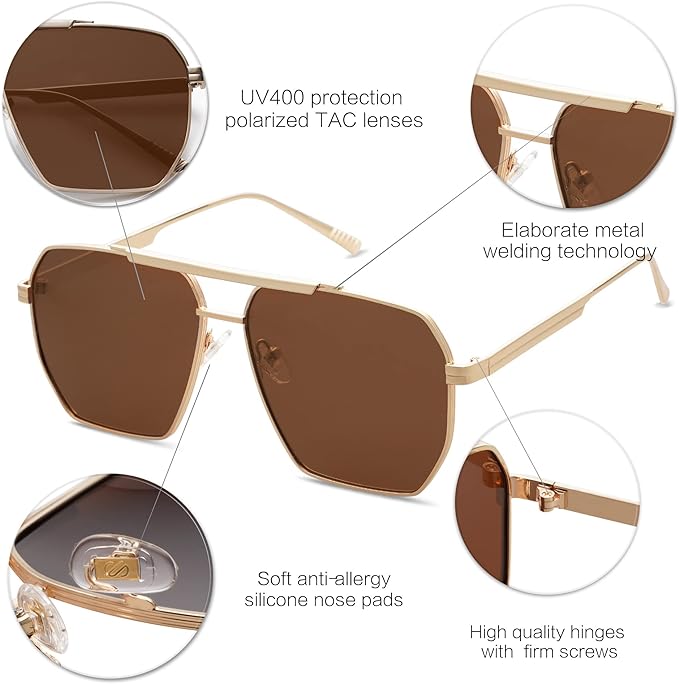 UV400 protection
polarized TAC lenses
Elaborate metal
welding technology
Soft anti-allergy
silicone nose pads
High quality hinges
with firm screws